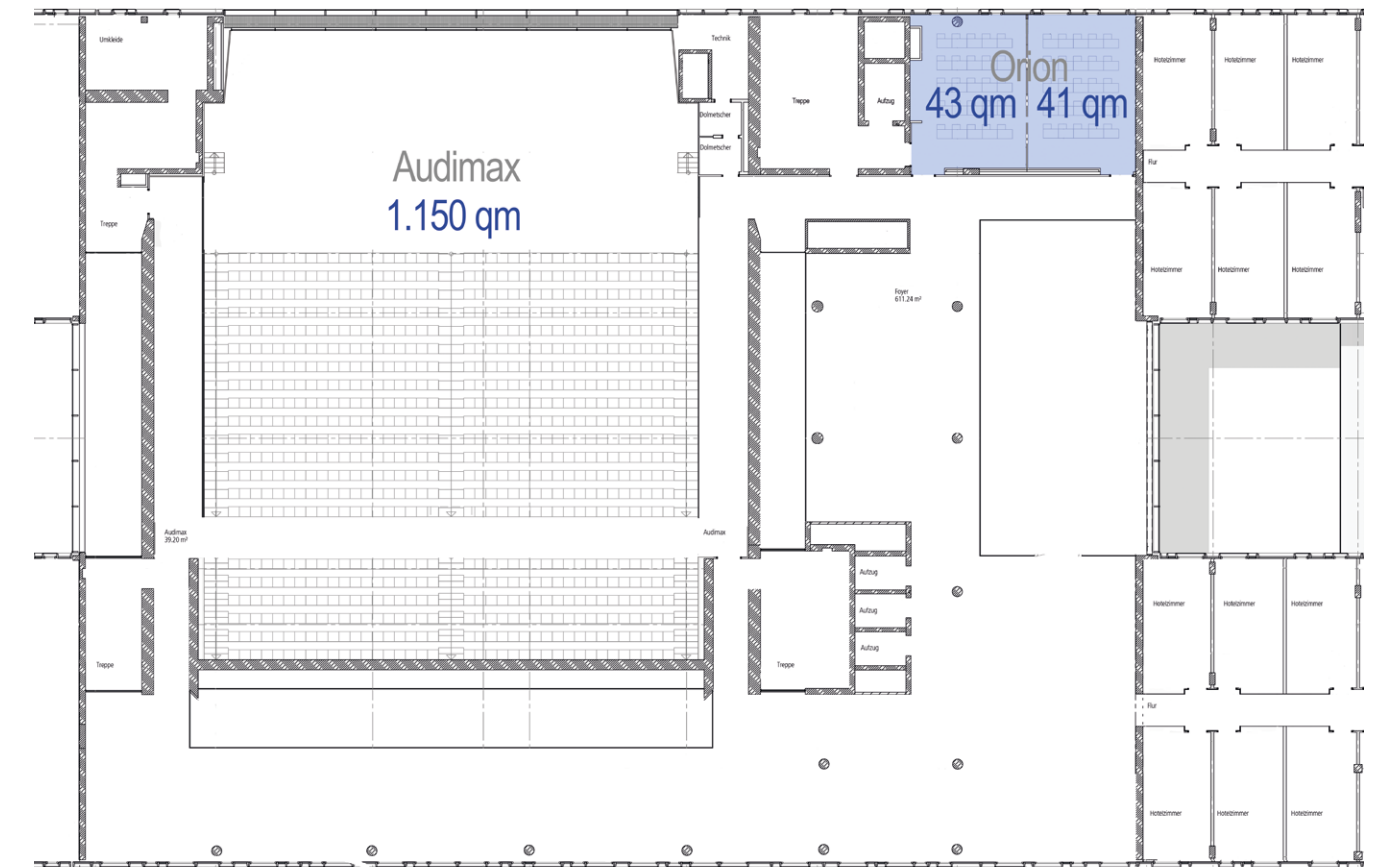 Umkleide
Technik
Hotelzimmer
Hotelzimmer
Hotelzimmer
Orion
43 qm
41 qm
Treppe
Aufzug
Dolmetscher
Dolmetscher
Audimax
1.150 qm
Flur
Treppe
Hotelzimmer
Hotelzimmer
Hotelzimmer
Foyer
611.24 m²
Audimax
39.20 m²
Audimax
Aufzug
Aufzug
Aufzug
Hotelzimmer
Hotelzimmer
Hotelzimmer
Treppe
Treppe
Flur
Hotelzimmer
Hotelzimmer
Hotelzimmer